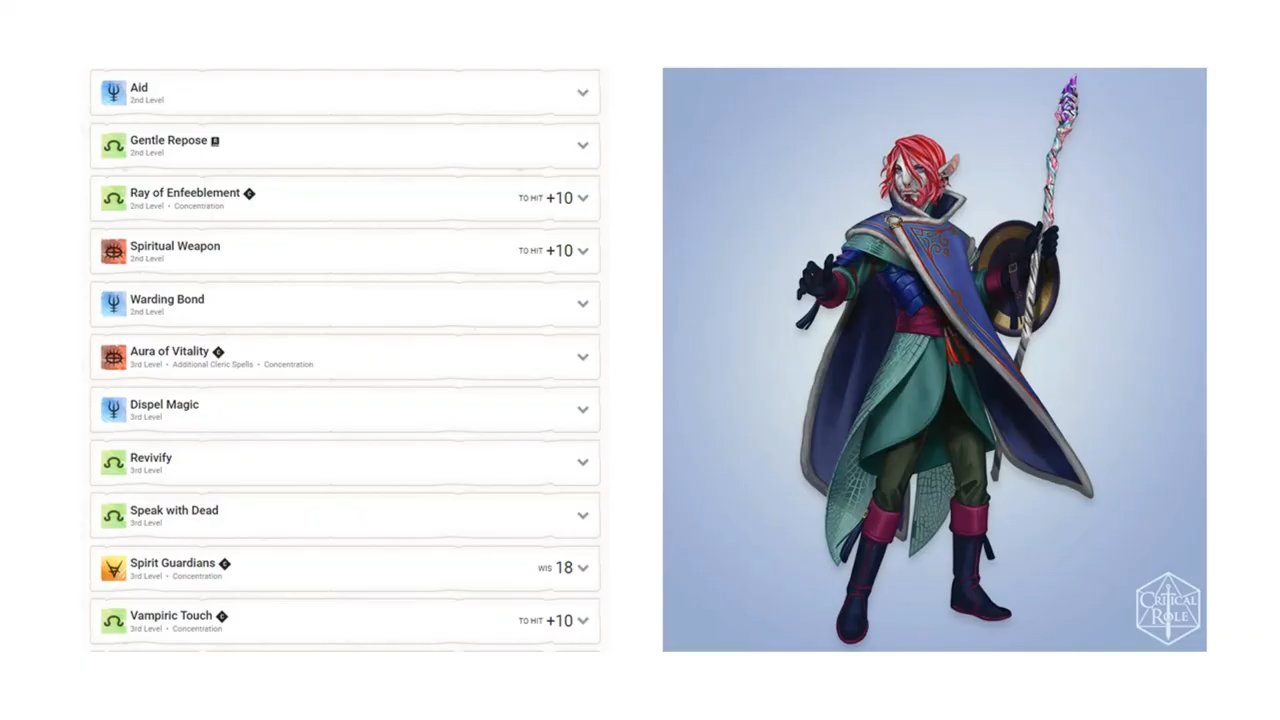 Aid
2nd Level
Gentle Repose
2nd Level
Ray of Enfeeblement
2nd Level • Concentration
TO HIT +10
Spiritual Weapon
2nd Level
TO HIT +10
Warding Bond
2nd Level
Aura of Vitality
3rd Level • Additional Cleric Spells • Concentration
Dispel Magic
3rd Level
Revivify
3rd Level
Speak with Dead
3rd Level
Spirit Guardians
3rd Level • Concentration
WIS 18
Vampiric Touch
3rd Level • Concentration
TO HIT +10
CRITICAL
ROLE